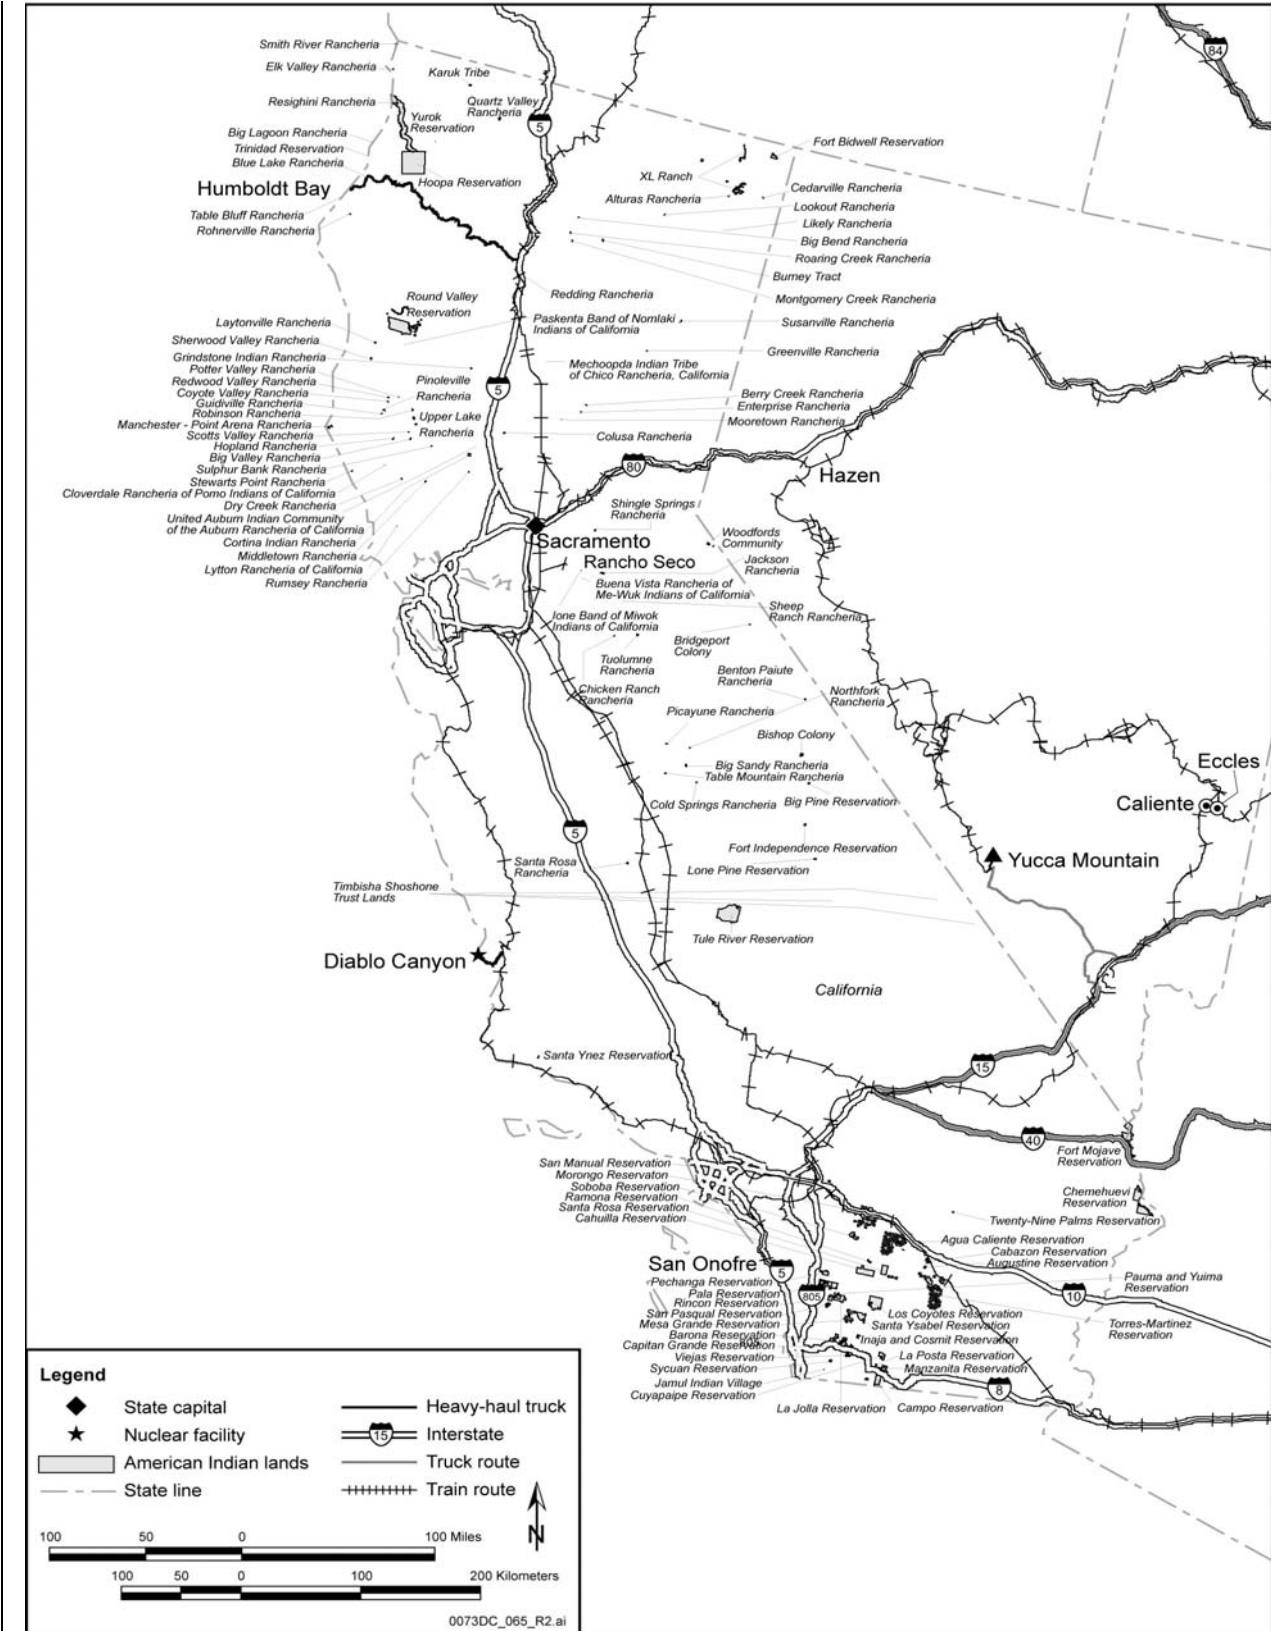 Smith River Rancheria
Elk Valley Rancheria
Karuk Tribe
84
Resighini Rancheria
Quartz Valley
Rancheria
Yurok
Reservation
5
Big Lagoon Rancheria
Trinidad Reservation
Blue Lake Rancheria
Hoopa Reservation
Humboldt Bay
Table Bluff Rancheria
Rohnerville Rancheria
Fort Bidwell Reservation
XL Ranch
Alturas Rancheria
Cedarville Rancheria
Lookout Rancheria
Likely Rancheria
Big Bend Rancheria
Roaring Creek Rancheria
Burney Tract
Montgomery Creek Rancheria
Redding Rancheria
Round Valley
Reservation
Laytonville Rancheria
Paskenta Band of Nomlaki
Indians of California
Susanville Rancheria
Sherwood Valley Rancheria
Grindstone Indian Rancheria
Potter Valley Rancheria
Redwood Valley Rancheria
Coyote Valley Rancheria
Guidiville Rancheria
Robinson Rancheria
Manchester - Point Arena Rancheria
Scotts Valley Rancheria
Hopland Rancheria
Big Valley Rancheria
Sulphur Bank Rancheria
Stewarts Point Rancheria
Cloverdale Rancheria of Pomo Indians of California
Dry Creek Rancheria
United Auburn Indian Community
of the Auburn Rancheria of California
Cortina Indian Rancheria
Middletown Rancheria
Lytton Rancheria of California
Rumsey Rancheria
Greenville Rancheria
Mechoopda Indian Tribe
of Chico Rancheria, California
Pinoleville
Rancheria
5
Upper Lake
Rancheria
Berry Creek Rancheria
Enterprise Rancheria
Mooretown Rancheria
Colusa Rancheria
80
Hazen
Shingle Springs
Rancheria
Sacramento
Woodfords
Community
Rancho Seco
Jackson
Rancheria
Buena Vista Rancheria of
Me-Wuk Indians of California
Sheep
Ranch Rancheria
Ione Band of Miwok
Indians of California
Bridgeport
Colony
Tuolumne
Rancheria
Benton Paiute
Rancheria
Chicken Ranch
Rancheria
Northfork
Rancheria
Picayune Rancheria
Bishop Colony
Big Sandy Rancheria
Table Mountain Rancheria
Cold Springs Rancheria
Big Pine Reservation
Eccles
Caliente
5
Fort Independence Reservation
Yucca Mountain
Santa Rosa
Rancheria
Lone Pine Reservation
Timbisha Shoshone
Trust Lands
Tule River Reservation
Diablo Canyon
California
Santa Ynez Reservation
15
40
Fort Mojave
Reservation
San Manual Reservation
Morongo Reservaton
Soboba Reservation
Ramona Reservation
Santa Rosa Reservation
Cahuilla Reservation
Chemehuevi
Reservation
Twenty-Nine Palms Reservation
Agua Caliente Reservation
Cabazon Reservation
Augustine Reservation
San Onofre
5
Pechanga Reservation
Pala Reservation
Rincon Reservation
San Pasqual Reservation
Mesa Grande Reservation
Barona Reservation
Capitan Grande Reservation
Viejas Reservation
Sycuan Reservation
Jamul Indian Village
Cuyapaipe Reservation
805
805
Pauma and Yuima
Reservation
10
Los Coyotes Reservation
Santa Ysabel Reservation
Torres-Martinez
Reservation
Inaja and Cosmit Reservation
La Posta Reservation
Manzanita Reservation
8
La Jolla Reservation
Campo Reservation
Legend
State capital
Nuclear facility
American Indian lands
State line
Heavy-haul truck
15
Interstate
Truck route
Train route
N
100 50 0 100 Miles
100 50 0 100 200 Kilometers
0073DC_065_R2.ai